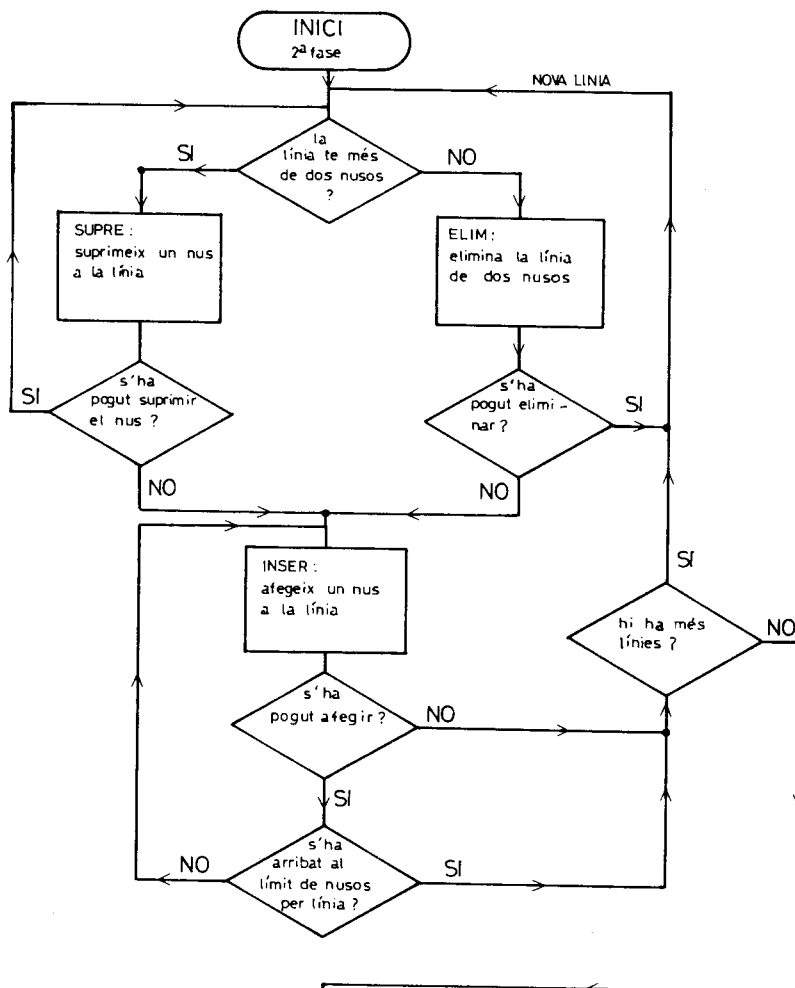 INICI
2ª fase
NOVA LINIA
la
línia te més
de dos nusos
?
SI
NO
SUPRE :
suprimeix un nus
a la línia
ELIM :
elimina la línia
de dos nusos
s'ha
pogut suprimir
el nus ?
SI
NO
s'ha
pogut elimi -
nar ?
SI
NO
INSER :
afegeix un nus
a la línia
SI
hi ha més
línies ?
NO
s'ha
pogut afegir ?
NO
SI
s'ha
arribat al
límit de nusos
per línia ?
NO
SI